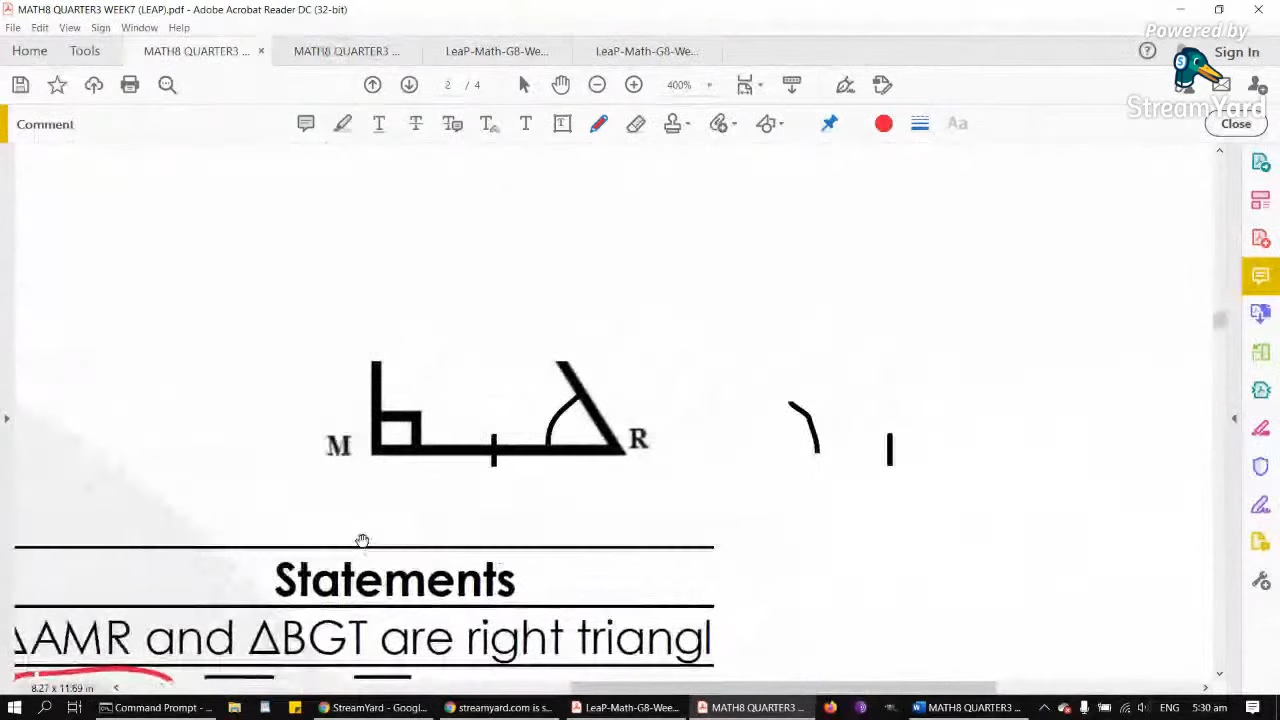 MATH8 QUARTER3 WEEK7 (LEAP).pdf - Adobe Acrobat Reader DC (32-bit)
File Edit View Sign Window Help
Powered by
StreamYard
Home Tools MATH8 QUARTER3 ... × MATH8 QUARTER3 ... LeaP-Math-G8-We... LeaP-Math-G8-We... Sign In
2 / 4 400%
Comment Close
M R
Statements
ΔAMR and ΔBGT are right triangl
8.27 x 11.69 in
Command Prompt - ... StreamYard - Googl... streamyard.com is s... LeaP-Math-G8-We... MATH8 QUARTER3 ... MATH8 QUARTER3 ... 5:30 am